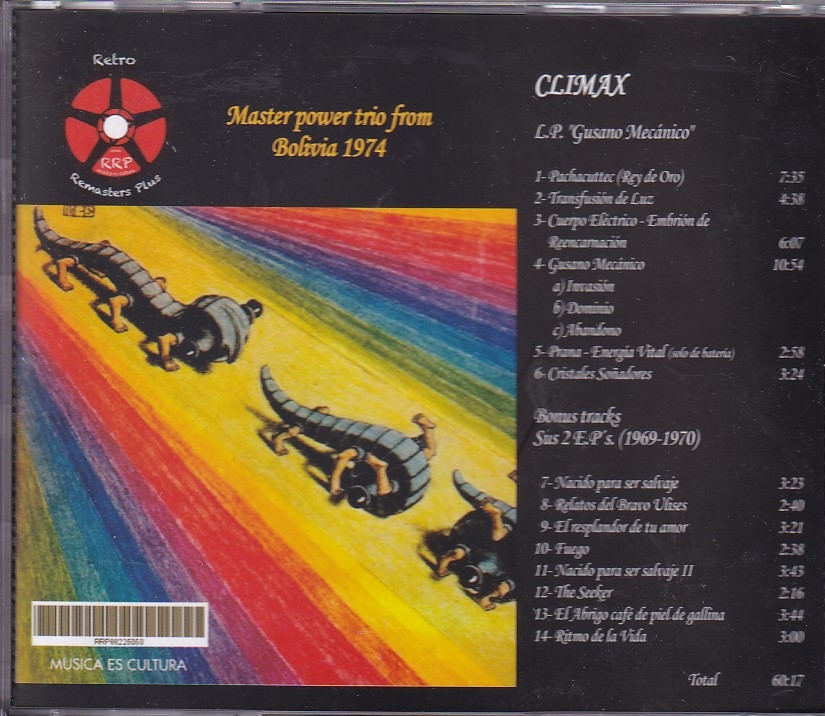 Retro
RRP
Remasters Plus
Master power trio from
Bolivia 1974
CLIMAX
L.P. "Gusano Mecánico"
1- Pachacuttec (Rey de Oro) 7:35
2- Transfusión de Luz 4:38
3- Cuerpo Eléctrico - Embrión de
Reencarnación 6:07
4- Gusano Mecánico 10:54
a) Invasión
b) Dominio
c) Abandono
5- Prana - Energía Vital (solo de batería) 2:58
6- Cristales Soñadores 3:24
Bonus tracks
Sus 2 E.P´s. (1969-1970)
7- Nacido para ser salvaje 3:23
8- Relatos del Bravo Ulises 2:40
9- El resplandor de tu amor 3:21
10- Fuego 2:38
11- Nacido para ser salvaje II 3:43
12- The Seeker 2:16
13- El Abrigo café de piel de gallina 3:44
14- Ritmo de la Vida 3:00
Total 60:17
RRP66225050
MUSICA ES CULTURA